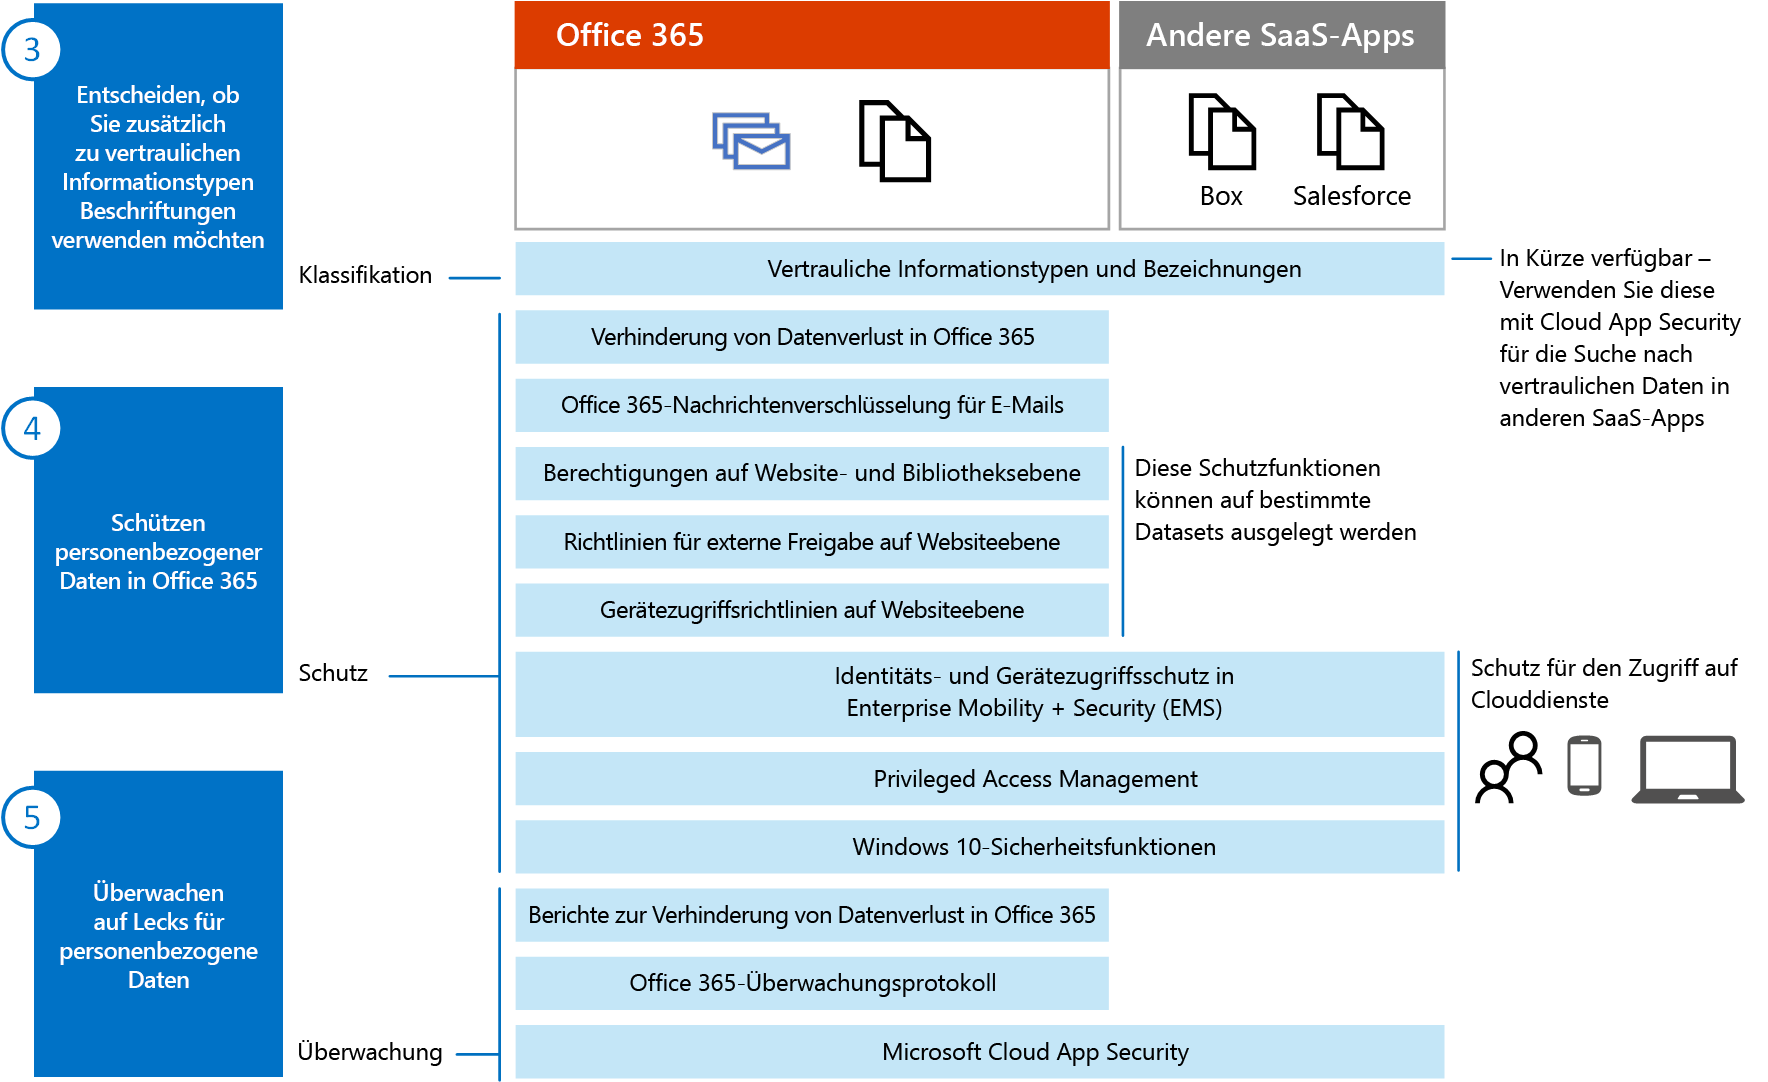 3
Entscheiden, ob
Sie zusätzlich
zu vertraulichen
Informationstypen
Beschriftungen
verwenden möchten
Office 365
Andere SaaS-Apps
Box
Salesforce
Klassifikation
Vertrauliche Informationstypen und Bezeichnungen
In Kürze verfügbar –
Verwenden Sie diese
mit Cloud App Security
für die Suche nach
vertraulichen Daten in
anderen SaaS-Apps
4
Schützen
personenbezogener
Daten in Office 365
Schutz
Verhinderung von Datenverlust in Office 365
Office 365-Nachrichtenverschlüsselung für E-Mails
Berechtigungen auf Website- und Bibliotheksebene
Richtlinien für externe Freigabe auf Websiteebene
Gerätezugriffsrichtlinien auf Websiteebene
Diese Schutzfunktionen
können auf bestimmte
Datasets ausgelegt werden
Identitäts- und Gerätezugriffsschutz in
Enterprise Mobility + Security (EMS)
Privileged Access Management
Windows 10-Sicherheitsfunktionen
Schutz für den Zugriff auf
Clouddienste
5
Überwachen
auf Lecks für
personenbezogene
Daten
Überwachung
Berichte zur Verhinderung von Datenverlust in Office 365
Office 365-Überwachungsprotokoll
Microsoft Cloud App Security